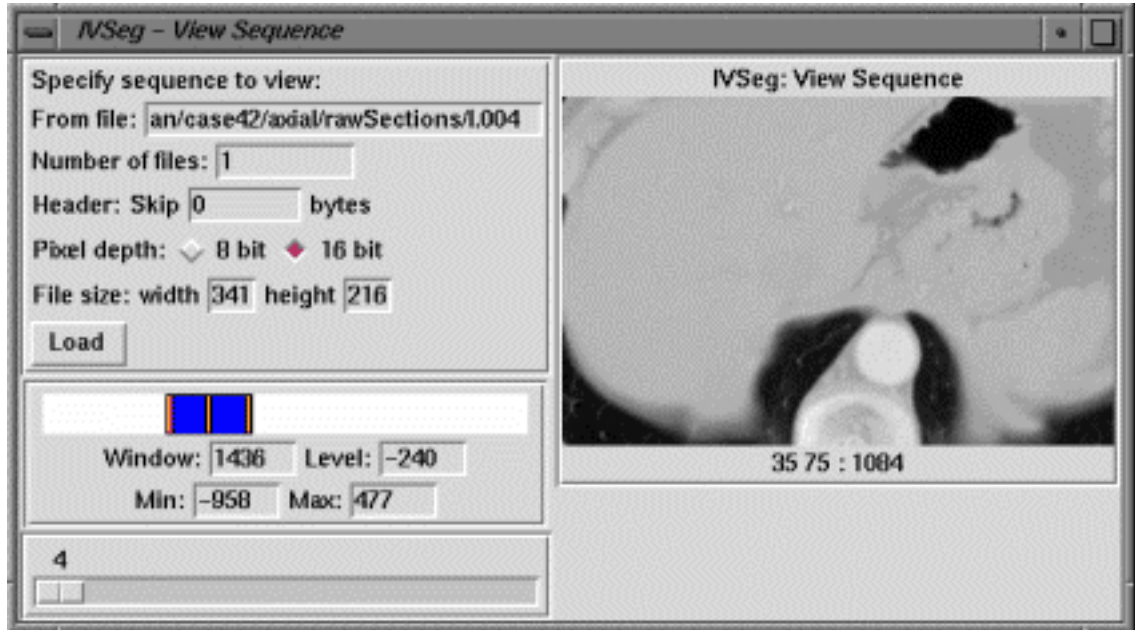 IVSeg - View Sequence
Specify sequence to view:
From file: an/case42/axial/rawSections/I.004
Number of files: 1
Header: Skip 0 bytes
Pixel depth: 8 bit 16 bit
File size: width 341 height 216
Load
Window: 1436 Level: -240
Min: -958 Max: 477
4
IVSeg: View Sequence
35 75 : 1084